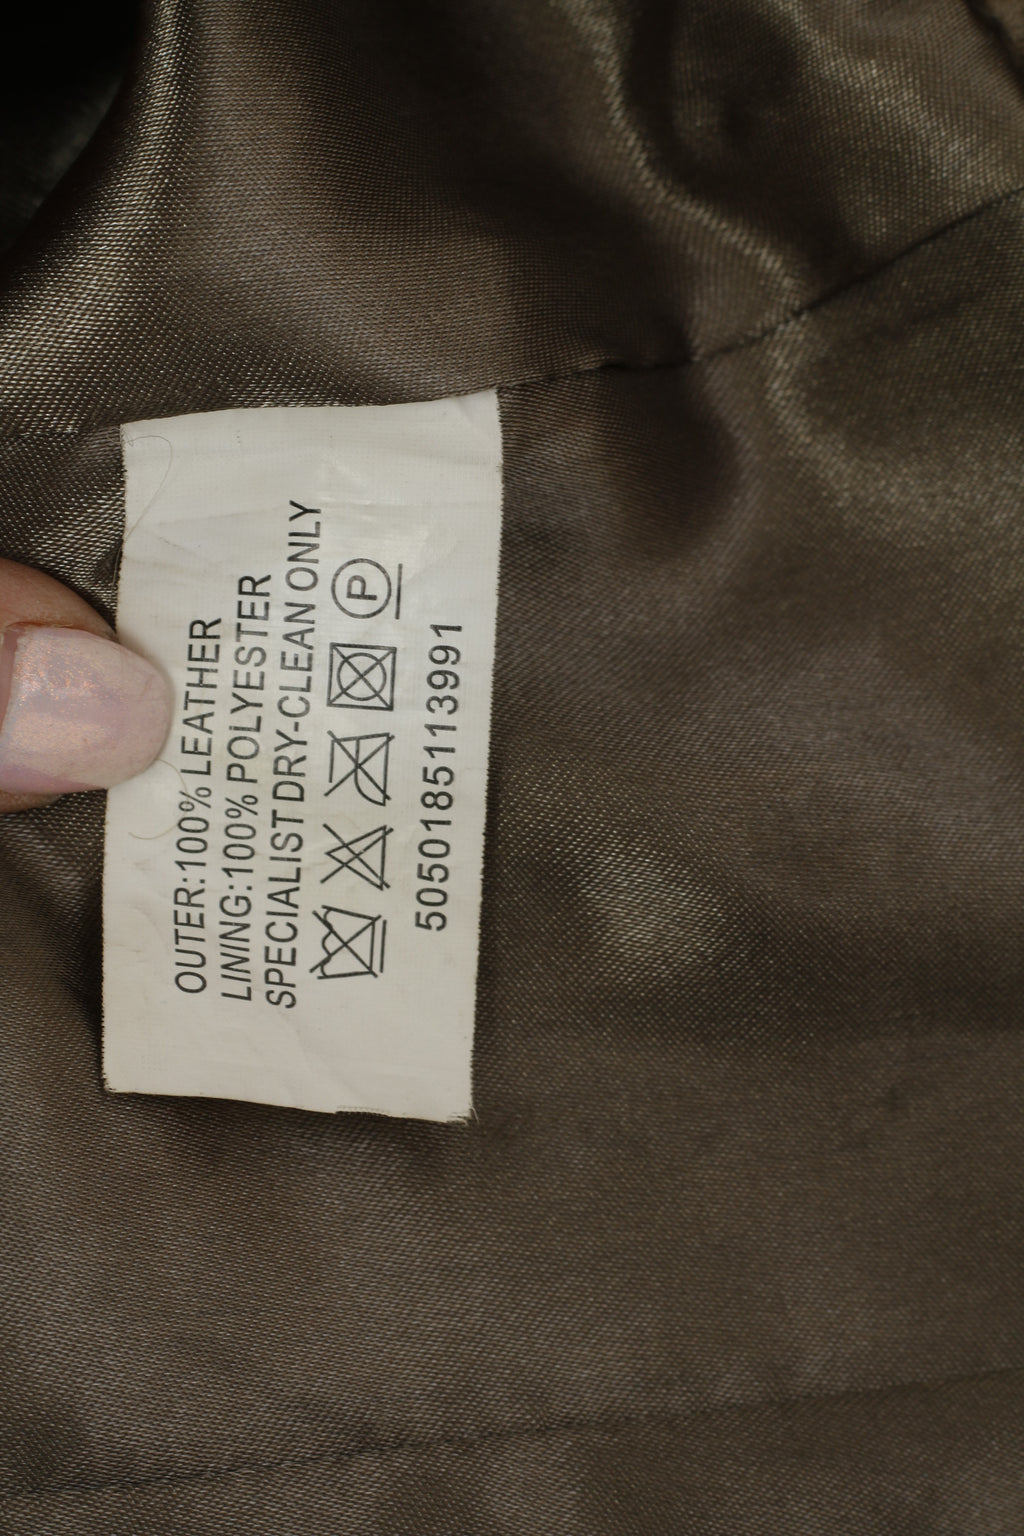 OUTER:100% LEATHER
LINING:100% POLYESTER
SPECIALIST DRY-CLEAN ONLY
P
5050185113991